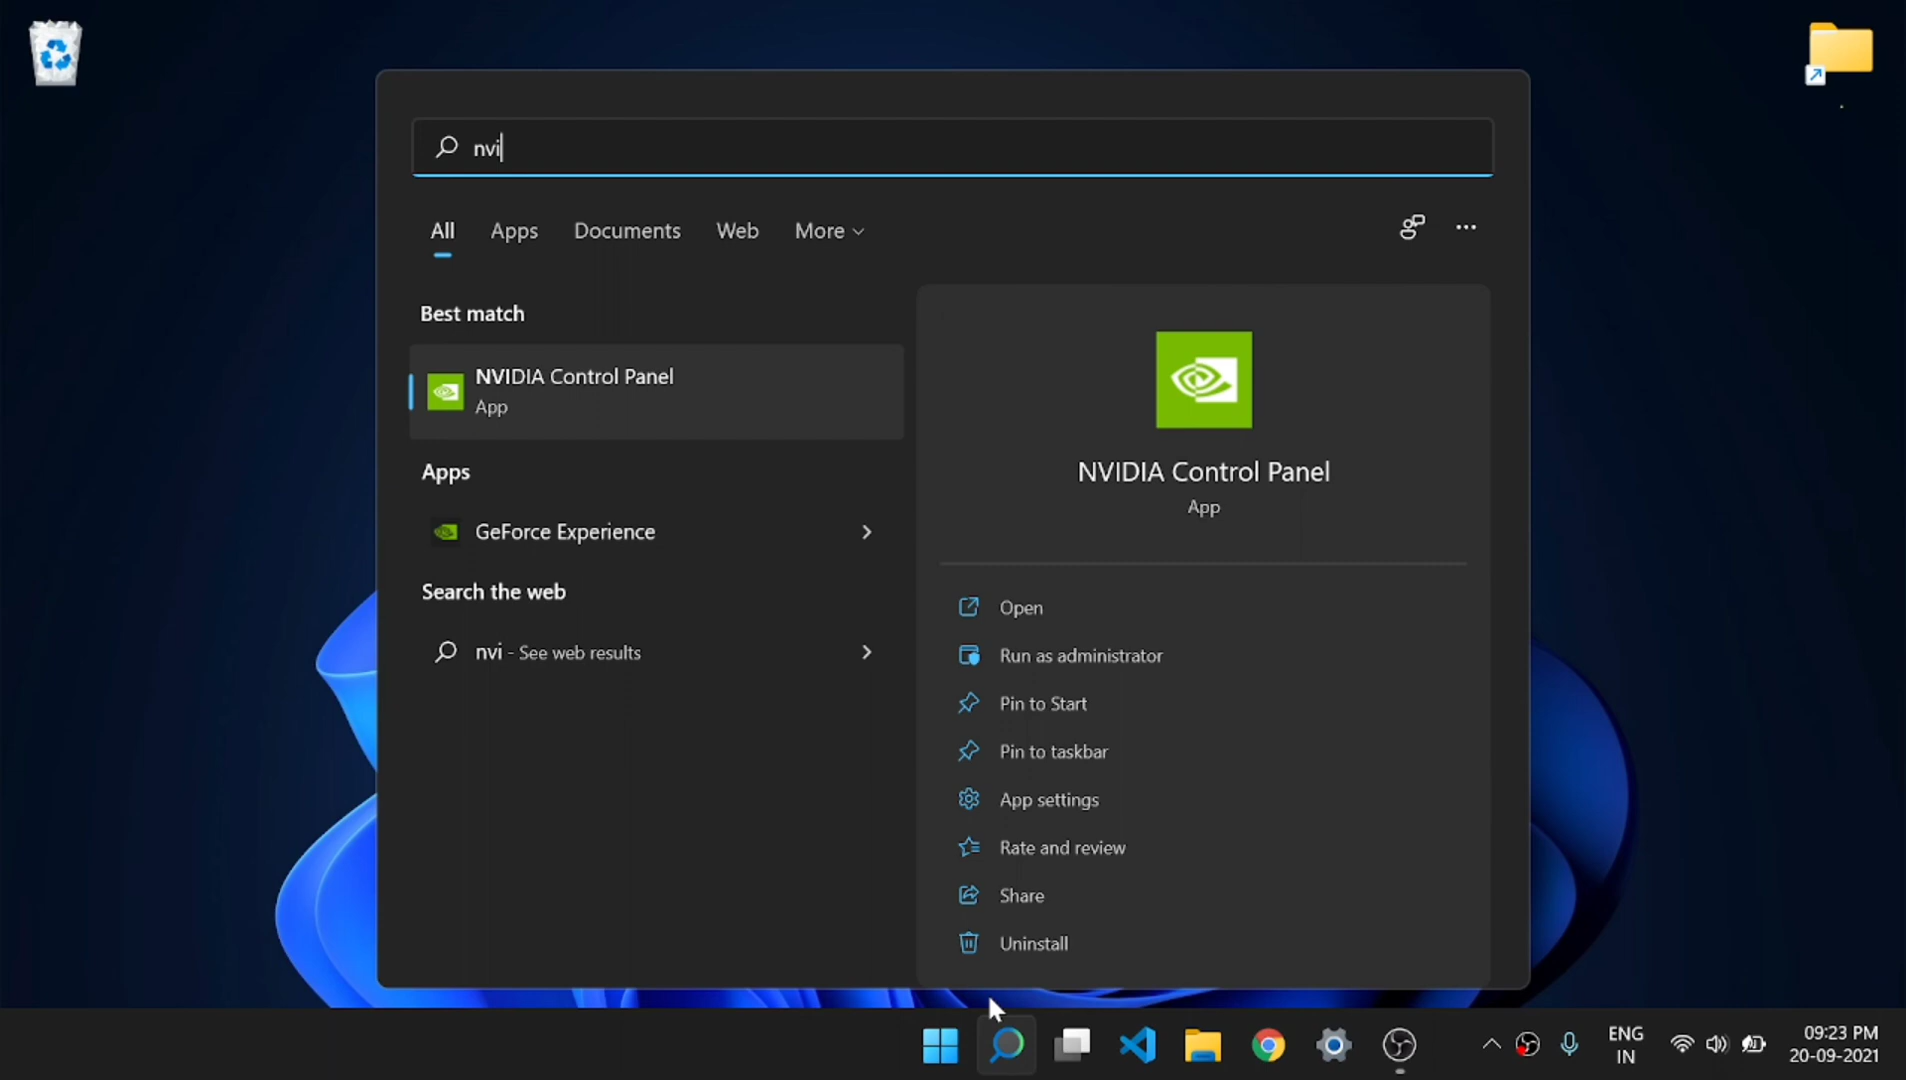 nvi
All Apps Documents Web More
Best match
NVIDIA Control Panel
App
Apps
GeForce Experience
Search the web
nvi - See web results
NVIDIA Control Panel
App
Open
Run as administrator
Pin to Start
Pin to taskbar
App settings
Rate and review
Share
Uninstall
ENG
IN
09:23 PM
20-09-2021